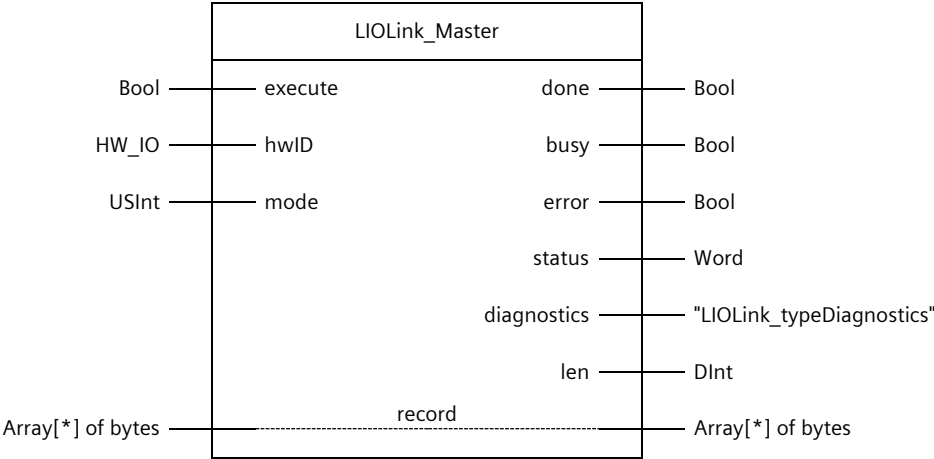 LIOLink_Master
Bool execute done Bool
HW_IO hwID busy Bool
USInt mode error Bool
status Word
diagnostics "LIOLink_typeDiagnostics"
len DInt
Array[*] of bytes record Array[*] of bytes